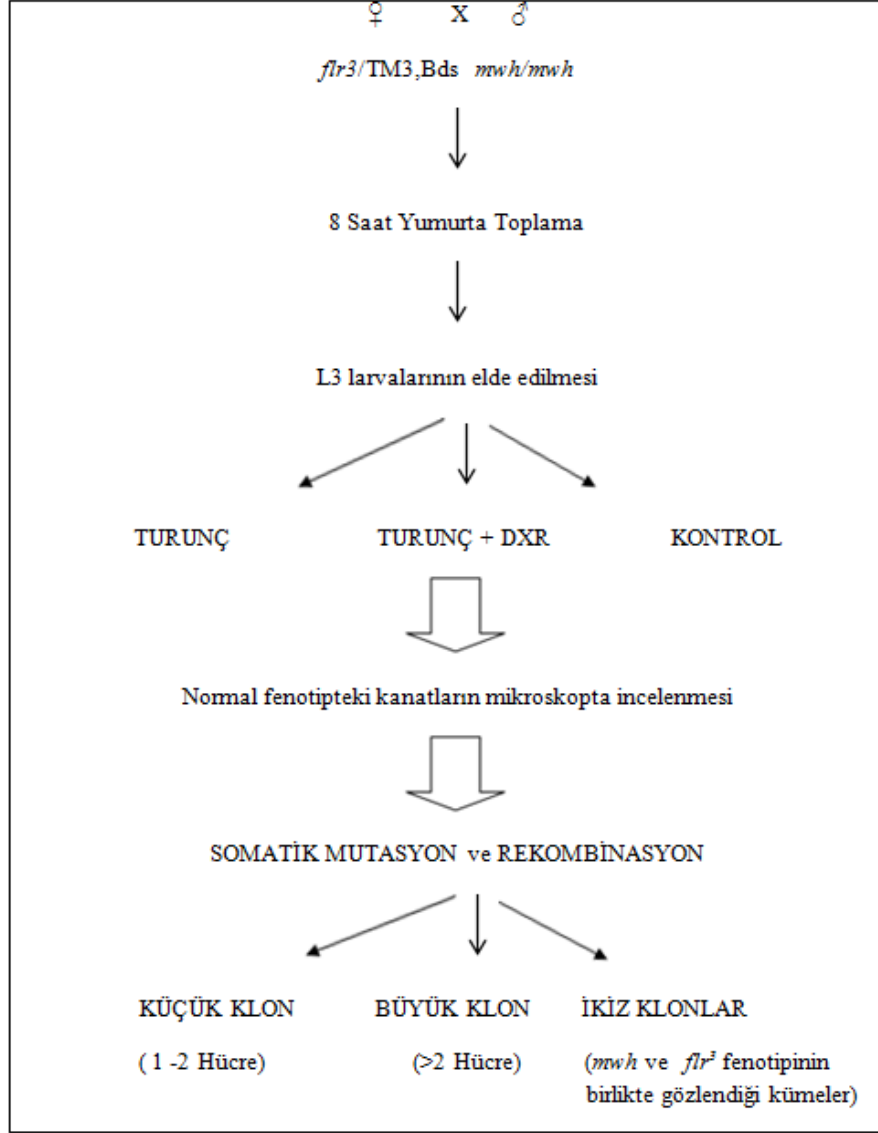 ♀ X ♂
flr3/TM3,Bds mwh/mwh
8 Saat Yumurta Toplama
L3 larvalarının elde edilmesi
TURUNÇ TURUNÇ + DXR KONTROL
Normal fenotipteki kanatların mikroskopta incelenmesi
SOMATİK MUTASYON ve REKOMBİNASYON
KÜÇÜK KLON BÜYÜK KLON İKİZ KLONLAR
( 1 -2 Hücre) (>2 Hücre) (mwh ve flr³ fenotipinin
birlikte gözlendiği kümeler)